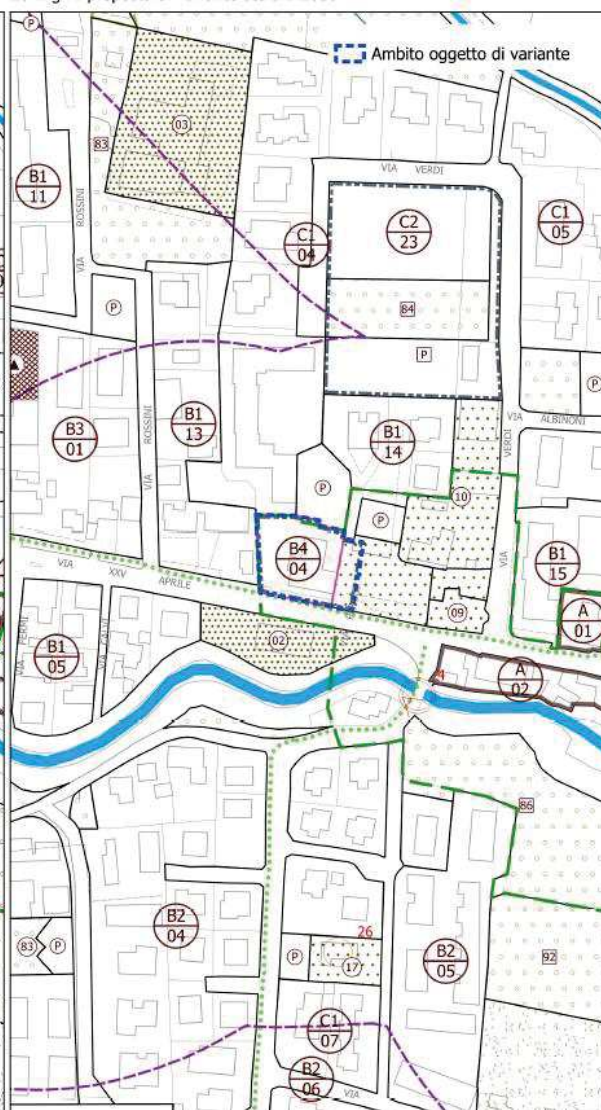 Ambito oggetto di variante
P
03
83
B1
11
VIA ROSSINI
VIA VERDI
C2
23
C1
05
C1
04
84
P
P
P
B3
01
B1
13
VIA ROSSINI
B1
14
VIA ALBINONI
VIA VERDI
P
10
P
B4
04
B1
15
VIA XXV APRILE
09
A
01
02
B1
05
A
02
4
86
B2
04
26
83
P
P
17
B2
05
92
C1
07
B2
06
VIA